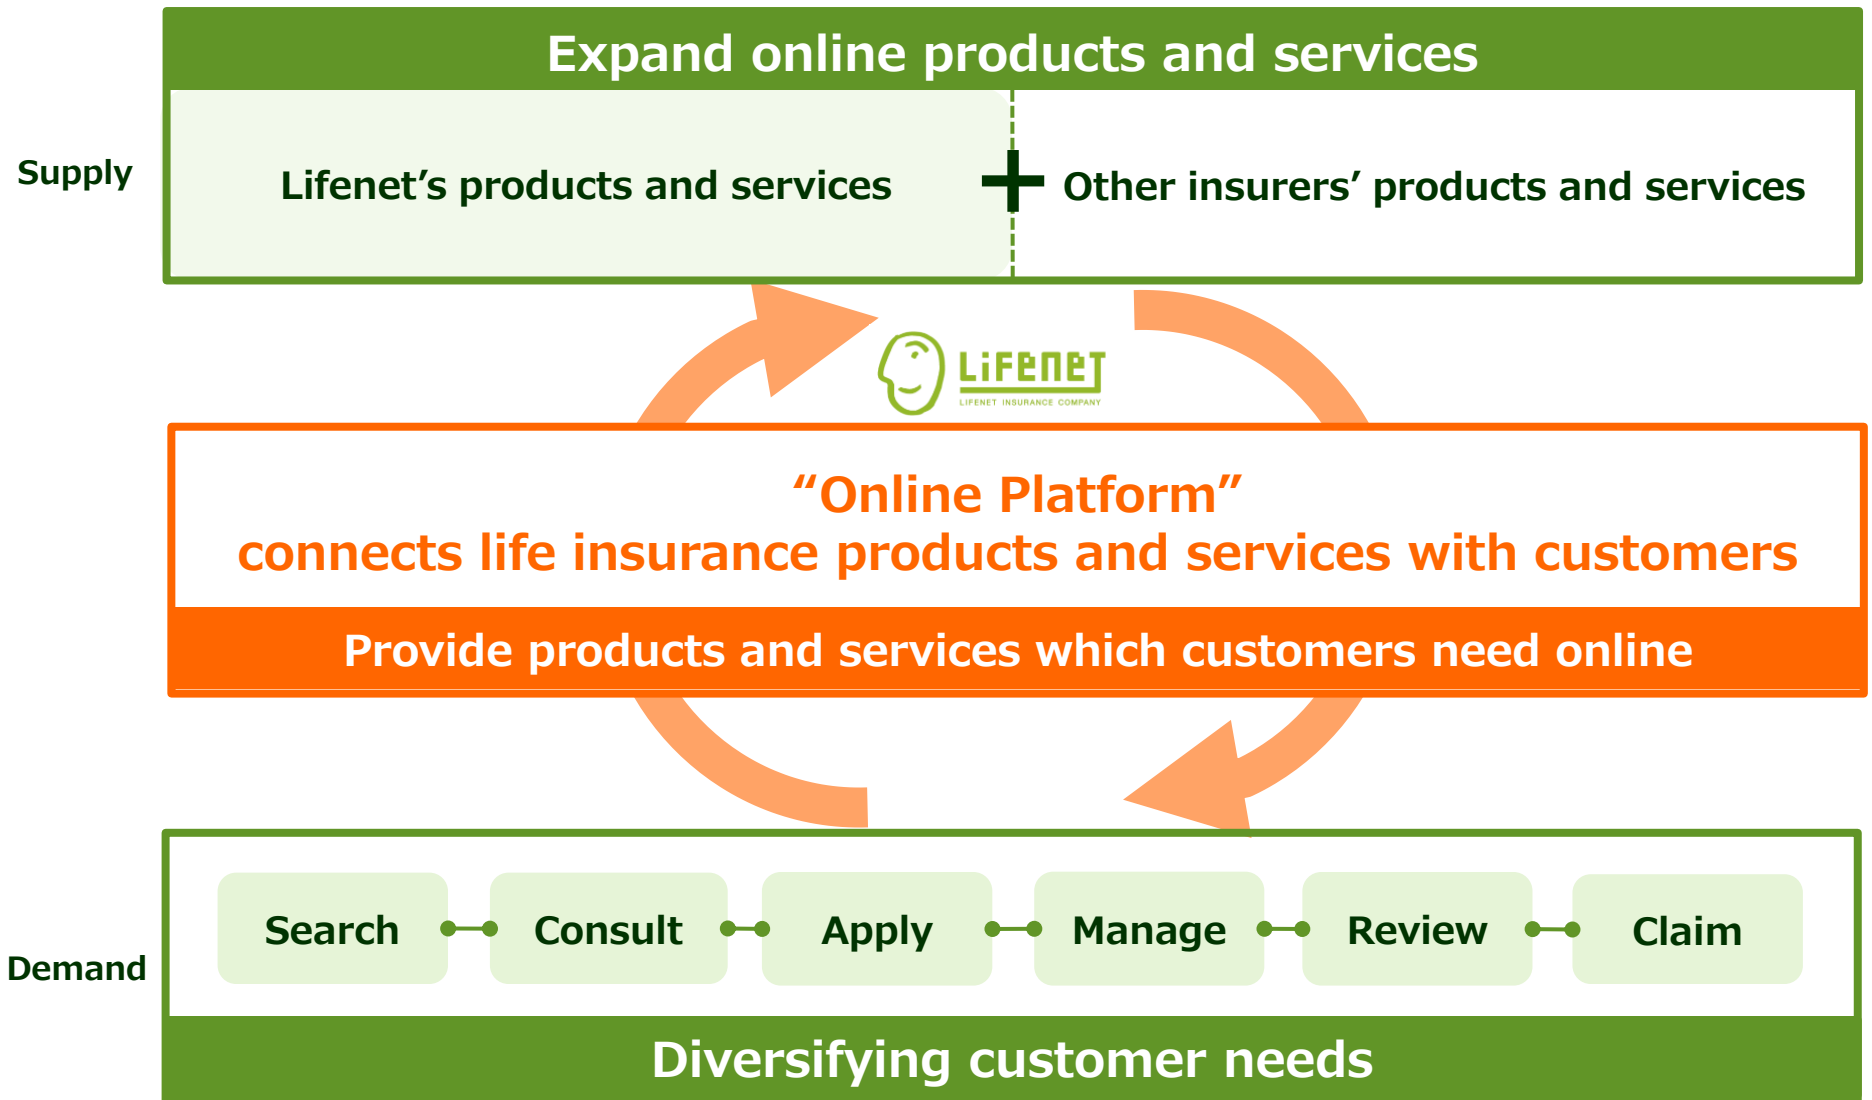 Expand online products and services
Supply
Lifenet’s products and services
+
Other insurers’ products and services
LiFENET
LIFENET INSURANCE COMPANY
“Online Platform”
connects life insurance products and services with customers
Provide products and services which customers need online
Demand
Search
Consult
Apply
Manage
Review
Claim
Diversifying customer needs